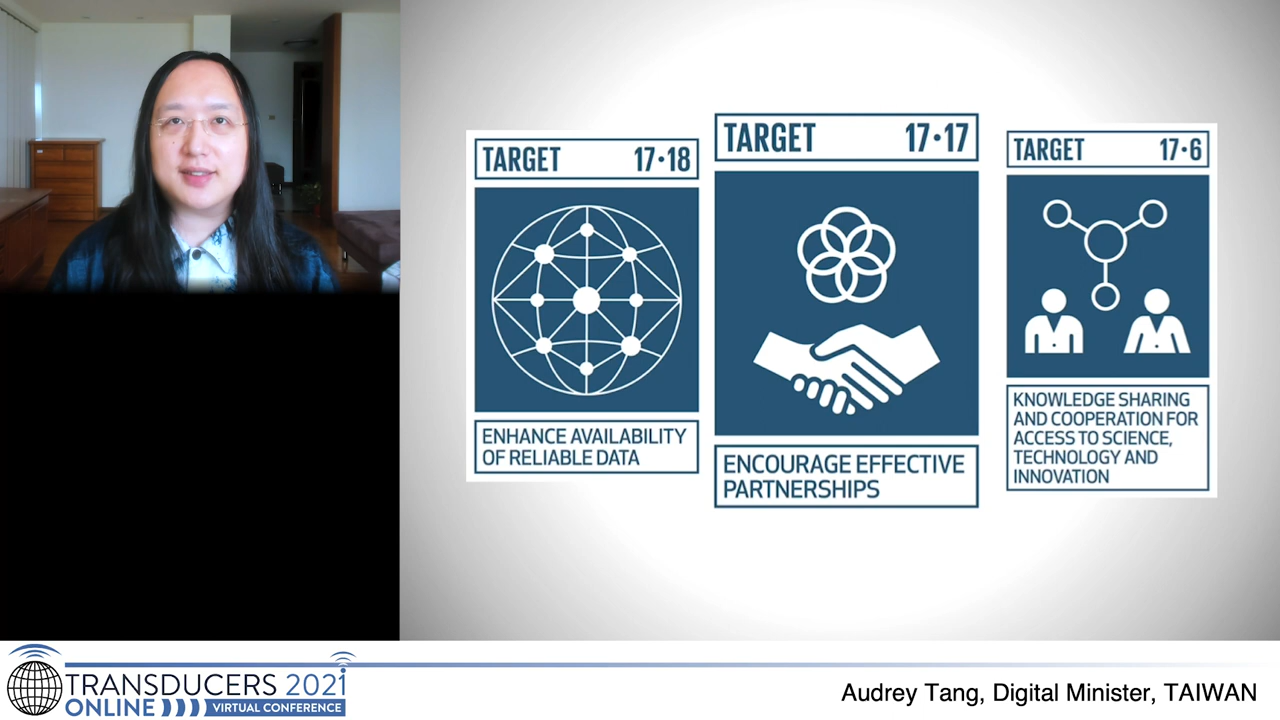 TARGET 17·18
ENHANCE AVAILABILITY
OF RELIABLE DATA
TARGET 17·17
ENCOURAGE EFFECTIVE
PARTNERSHIPS
TARGET 17·6
KNOWLEDGE SHARING
AND COOPERATION FOR
ACCESS TO SCIENCE,
TECHNOLOGY AND
INNOVATION
TRANSDUCERS 2021
ONLINE VIRTUAL CONFERENCE
Audrey Tang, Digital Minister, TAIWAN